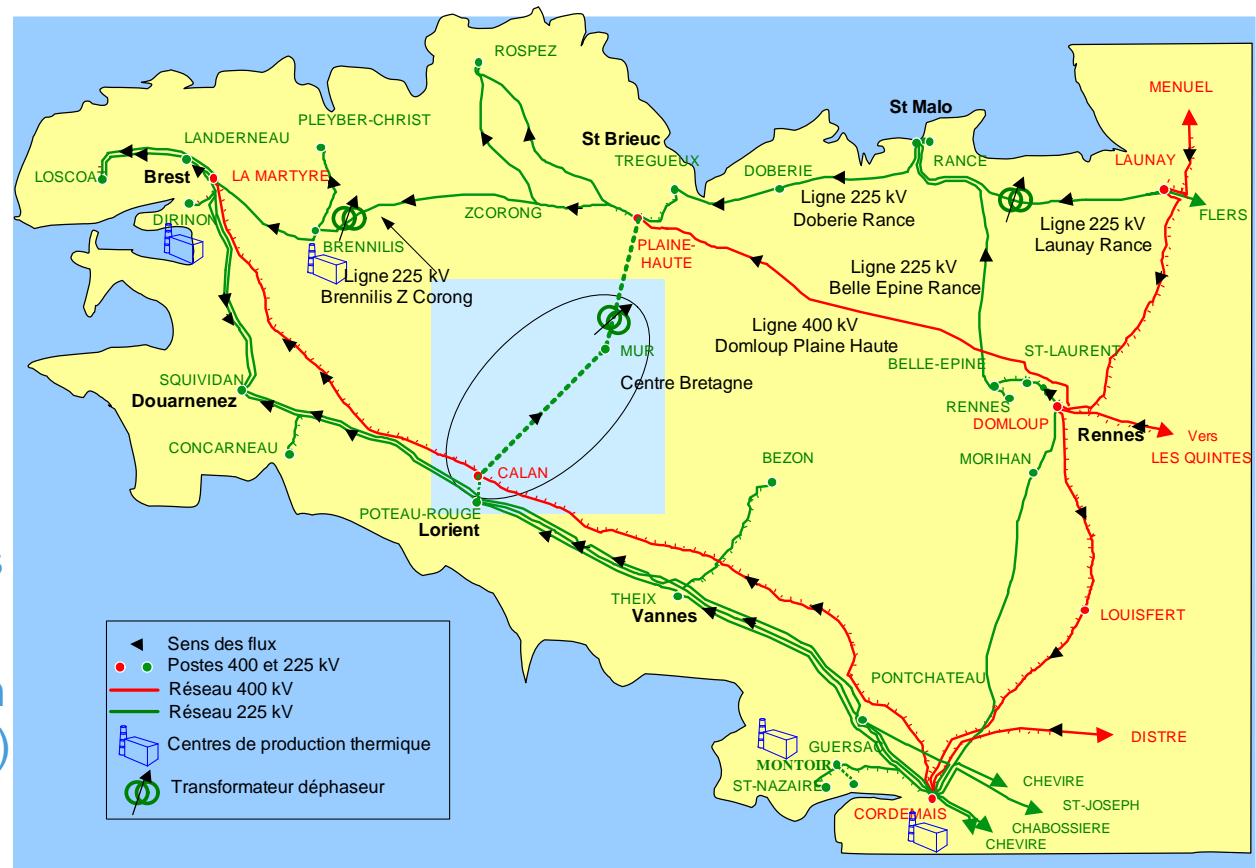 ROSPEZ
MENUEL
St Malo
PLEYBER-CHRIST
LANDERNEAU
St Brieuc
TREGUEUX
DOBERIE
RANCE
LAUNAY
LOSCOAT
Brest
LA MARTYRE
DIRINON
ZCORONG
Ligne 225 kV
Doberie Rance
Ligne 225 kV
Launay Rance
FLERS
BRENNILIS
PLAINE-
HAUTE
Ligne 225 kV
Brennilis Z Corong
Ligne 225 kV
Belle Epine Rance
Ligne 400 kV
Domloup Plaine Haute
MUR
Centre Bretagne
ST-LAURENT
BELLE-EPINE
RENNES
DOMLOUP
Rennes
Vers
LES QUINTES
SQUIVIDAN
Douarnenez
CONCARNEAU
CALAN
BEZON
MORIHAN
POTEAU-ROUGE
Lorient
THEIX
Vannes
LOUISFERT
PONTCHATEAU
DISTRE
GUERSAC
MONTOIR
ST-NAZAIRE
CORDEMAIS
CHEVIRE
ST-JOSEPH
CHABOSSIERE
CHEVIRE
Sens des flux
Postes 400 et 225 kV
Réseau 400 kV
Réseau 225 kV
Centres de production thermique
Transformateur déphaseur